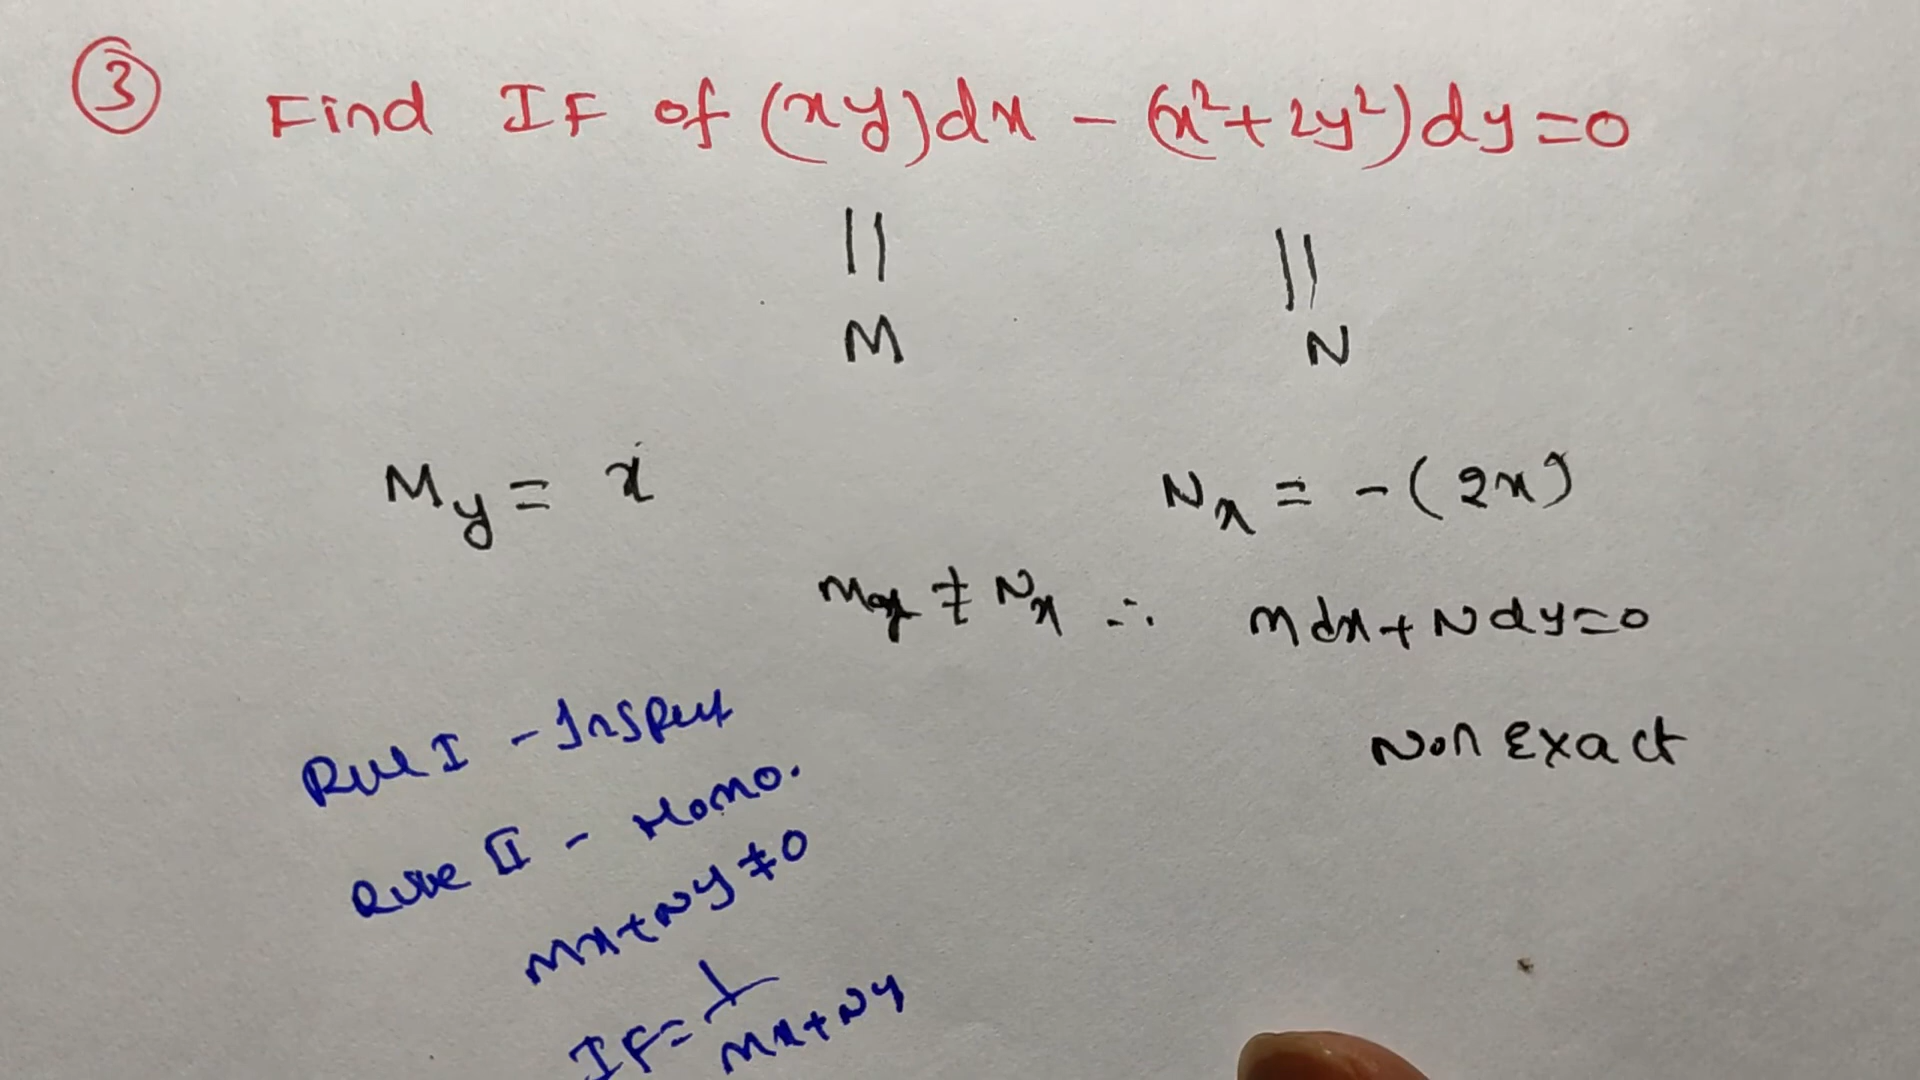 ③ Find IF of (xy)dx - (x²+2y²)dy=0
|| ||
M N
My = x Nx = -(2x)
My ≠ Nx ∴ Mdx+Ndy=0
Non Exact
Rule I - Inspect
Rule II - Homo.
Mx+Ny≠0
IF= 1/Mx+Ny